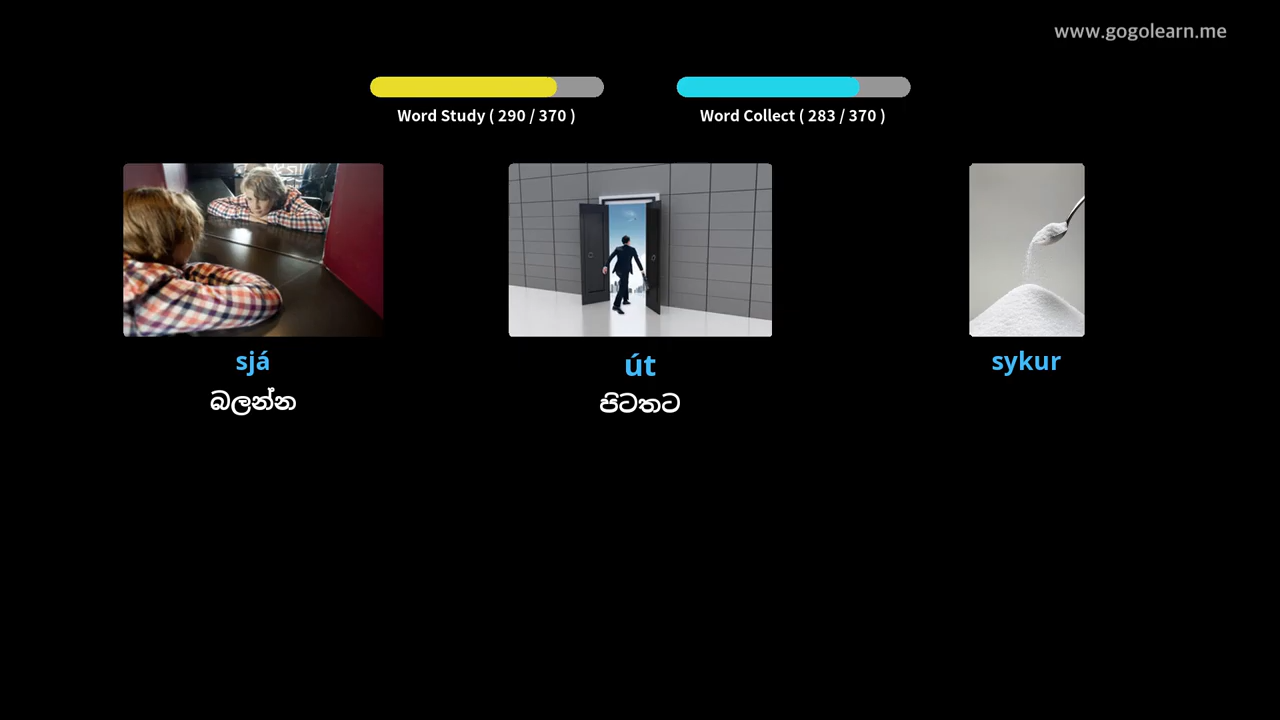 www.gogolearn.me
Word Study ( 290 / 370 )
Word Collect ( 283 / 370 )
sjá
út
sykur
බලන්න
පිටතට